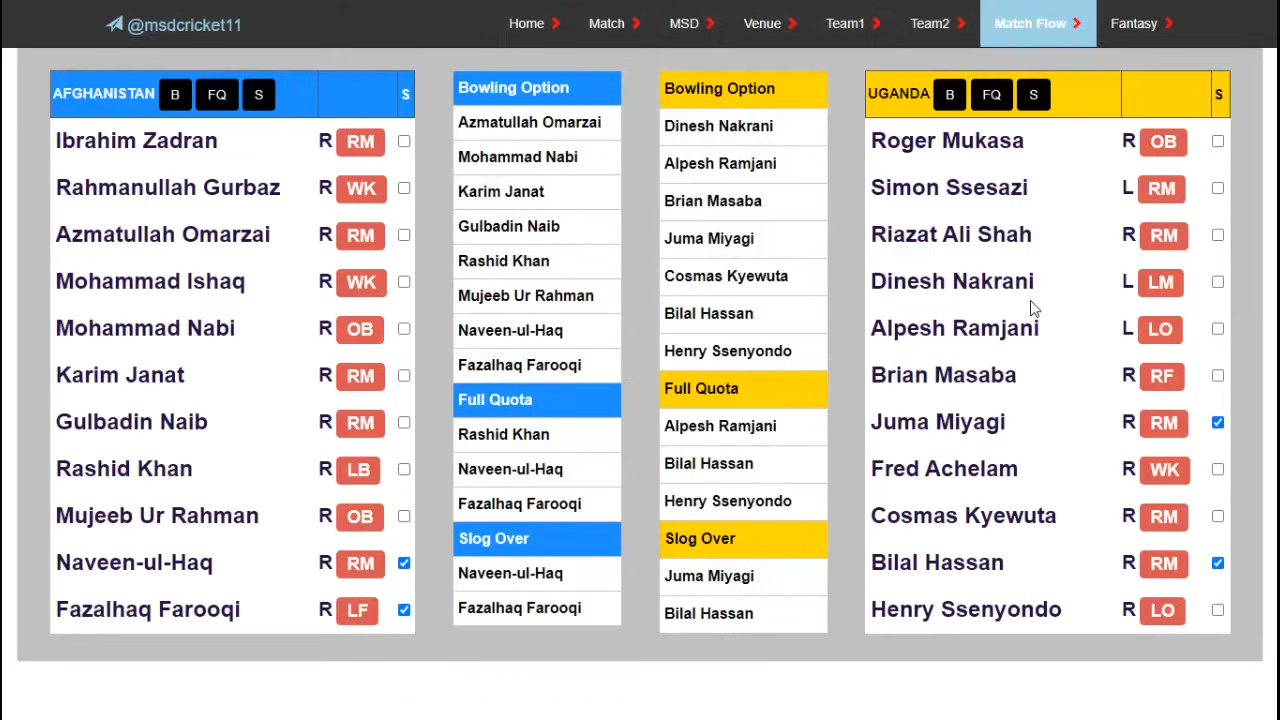 @msdcricket11 Home Match MSD Venue Team1 Team2 Match Flow Fantasy
AFGHANISTAN B FQ S S
Ibrahim Zadran R RM
Rahmanullah Gurbaz R WK
Azmatullah Omarzai R RM
Mohammad Ishaq R WK
Mohammad Nabi R OB
Karim Janat R RM
Gulbadin Naib R RM
Rashid Khan R LB
Mujeeb Ur Rahman R OB
Naveen-ul-Haq R RM
Fazalhaq Farooqi R LF
Bowling Option
Azmatullah Omarzai
Mohammad Nabi
Karim Janat
Gulbadin Naib
Rashid Khan
Mujeeb Ur Rahman
Naveen-ul-Haq
Fazalhaq Farooqi
Full Quota
Rashid Khan
Naveen-ul-Haq
Fazalhaq Farooqi
Slog Over
Naveen-ul-Haq
Fazalhaq Farooqi
Bowling Option
Dinesh Nakrani
Alpesh Ramjani
Brian Masaba
Juma Miyagi
Cosmas Kyewuta
Bilal Hassan
Henry Ssenyondo
Full Quota
Alpesh Ramjani
Bilal Hassan
Henry Ssenyondo
Slog Over
Juma Miyagi
Bilal Hassan
UGANDA B FQ S S
Roger Mukasa R OB
Simon Ssesazi L RM
Riazat Ali Shah R RM
Dinesh Nakrani L LM
Alpesh Ramjani L LO
Brian Masaba R RF
Juma Miyagi R RM
Fred Achelam R WK
Cosmas Kyewuta R RM
Bilal Hassan R RM
Henry Ssenyondo R LO